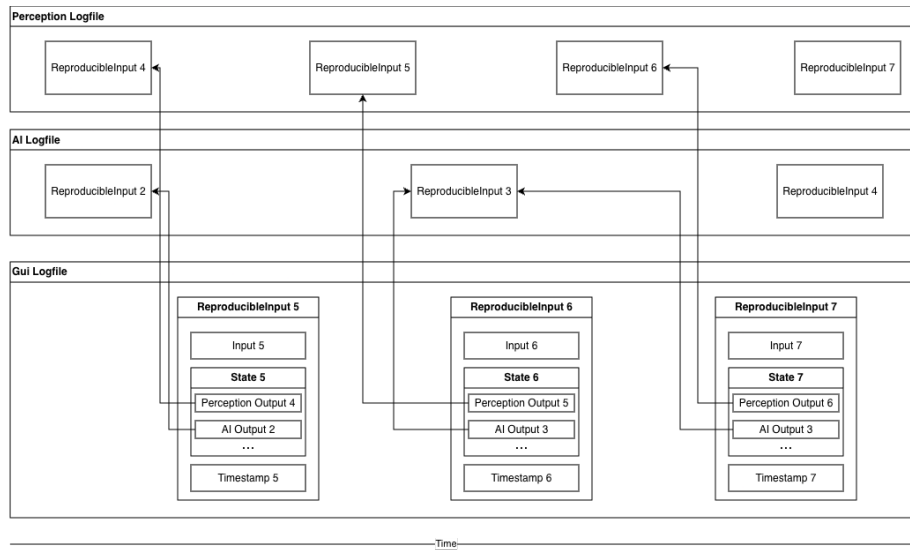 Perception Logfile
ReproducibleInput 4
ReproducibleInput 5
ReproducibleInput 6
ReproducibleInput 7
AI Logfile
ReproducibleInput 2
ReproducibleInput 3
ReproducibleInput 4
Gui Logfile
ReproducibleInput 5
Input 5
State 5
Perception Output 4
AI Output 2
...
Timestamp 5
ReproducibleInput 6
Input 6
State 6
Perception Output 5
AI Output 3
...
Timestamp 6
ReproducibleInput 7
Input 7
State 7
Perception Output 6
AI Output 3
...
Timestamp 7
Time